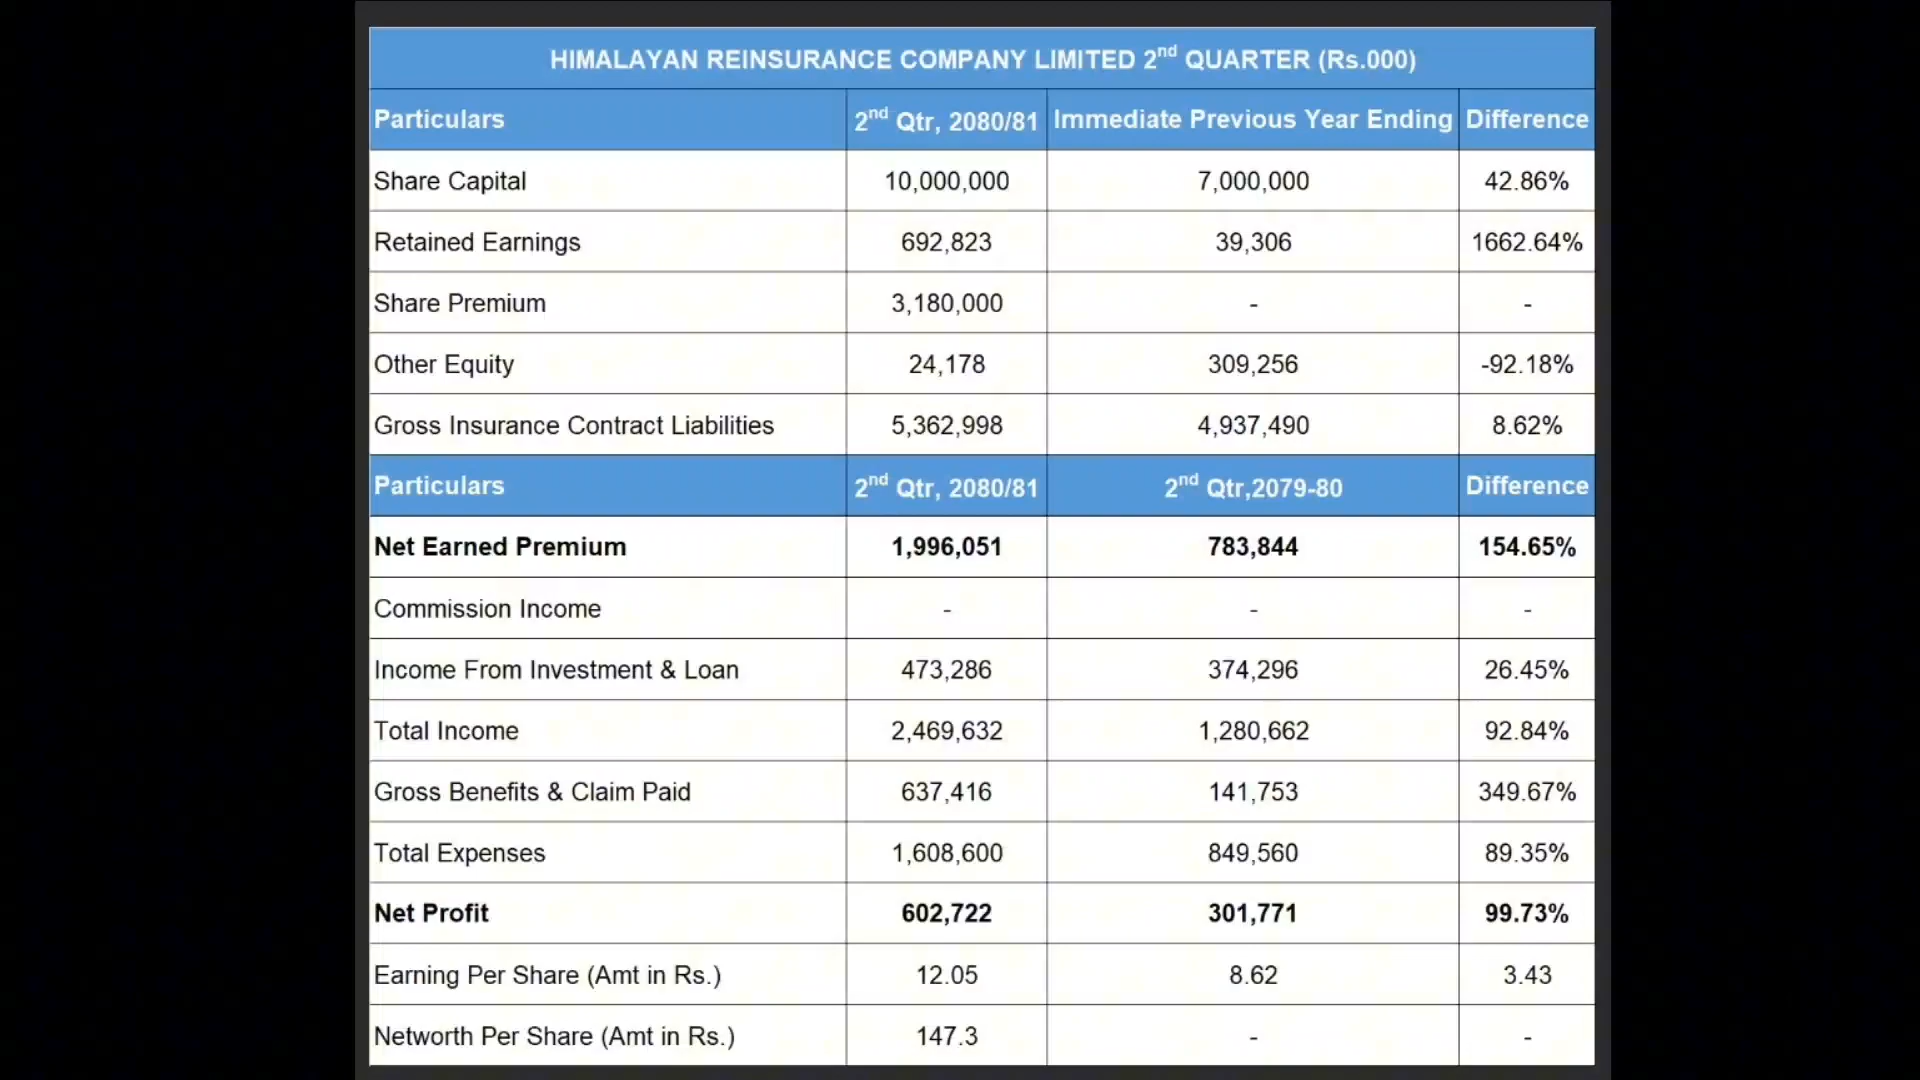 HIMALAYAN REINSURANCE COMPANY LIMITED 2nd QUARTER (Rs.000)
Particulars 2nd Qtr, 2080/81 Immediate Previous Year Ending Difference
Share Capital 10,000,000 7,000,000 42.86%
Retained Earnings 692,823 39,306 1662.64%
Share Premium 3,180,000 - -
Other Equity 24,178 309,256 -92.18%
Gross Insurance Contract Liabilities 5,362,998 4,937,490 8.62%
Particulars 2nd Qtr, 2080/81 2nd Qtr,2079-80 Difference
Net Earned Premium 1,996,051 783,844 154.65%
Commission Income - - -
Income From Investment & Loan 473,286 374,296 26.45%
Total Income 2,469,632 1,280,662 92.84%
Gross Benefits & Claim Paid 637,416 141,753 349.67%
Total Expenses 1,608,600 849,560 89.35%
Net Profit 602,722 301,771 99.73%
Earning Per Share (Amt in Rs.) 12.05 8.62 3.43
Networth Per Share (Amt in Rs.) 147.3 - -